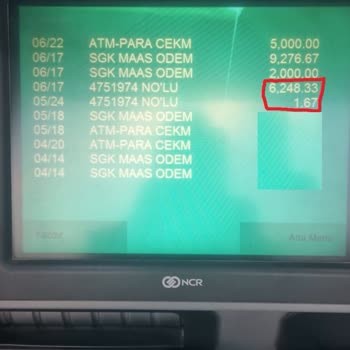 06/22 ATM-PARA CEKM 5,000.00
06/17 SGK MAAS ODEM 9,276.67
06/17 SGK MAAS ODEM 2,000.00
06/17 4751974 NO'LU 6,248.33
05/24 4751974 NO'LU 1.67
05/18 SGK MAAS ODEM
05/18 ATM-PARA CEKM
04/20 ATM-PARA CEKM
04/14 SGK MAAS ODEM
04/14 SGK MAAS ODEM
Ana Menü
NCR